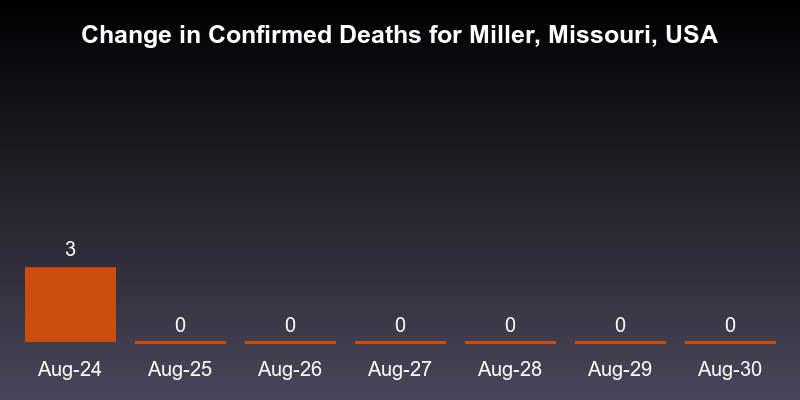 Change in Confirmed Deaths for Miller, Missouri, USA
3
0
0
0
0
0
0
Aug-24
Aug-25
Aug-26
Aug-27
Aug-28
Aug-29
Aug-30